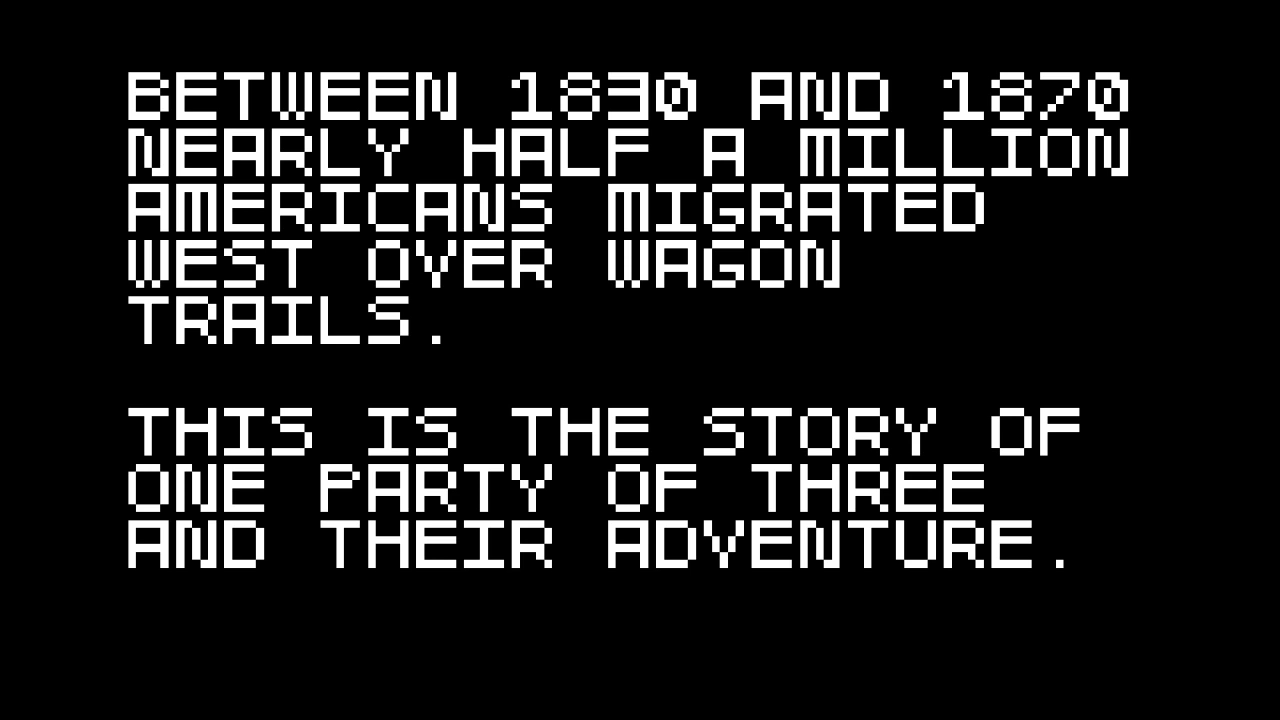 BETWEEN 1830 AND 1870
NEARLY HALF A MILLION
AMERICANS MIGRATED
WEST OVER WAGON
TRAILS.
THIS IS THE STORY OF
ONE PARTY OF THREE
AND THEIR ADVENTURE.